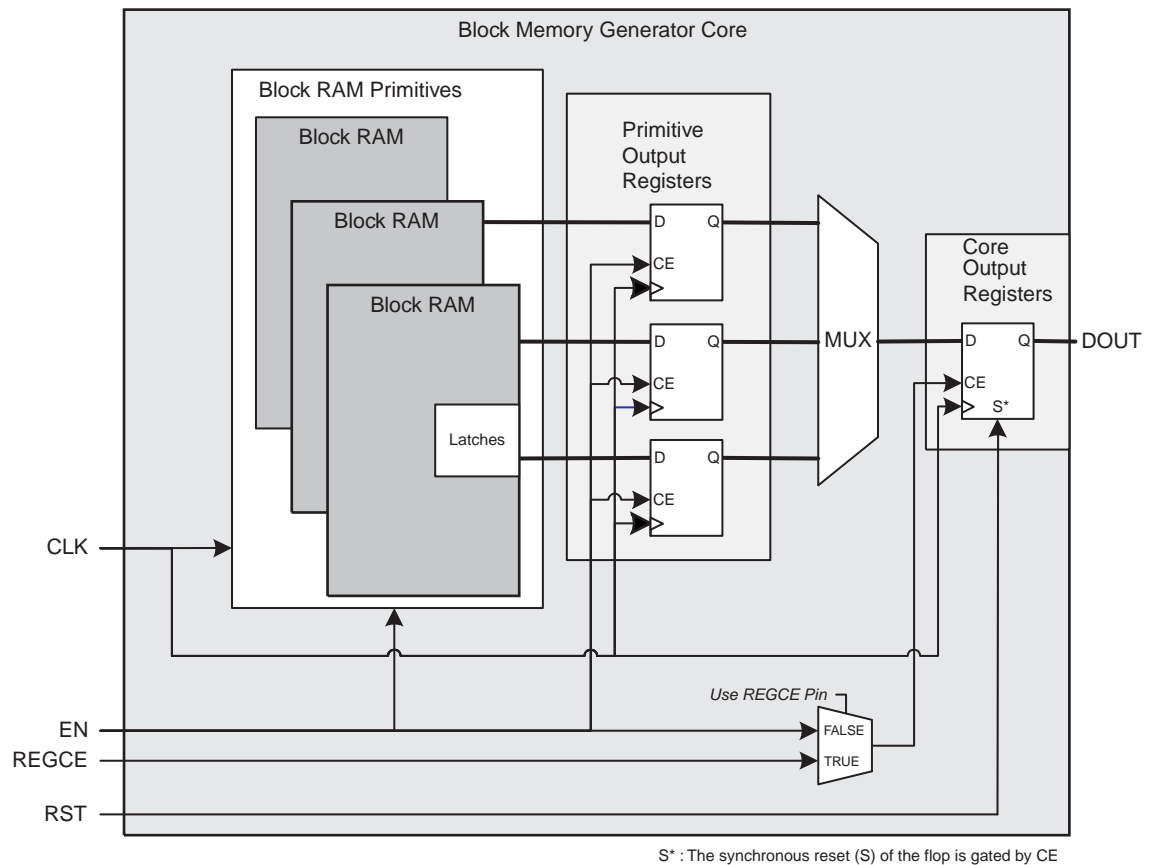 Block Memory Generator Core
Block RAM Primitives
Block RAM
Block RAM
Block RAM
Latches
Primitive
Output
Registers
D Q
CE
D Q
CE
D Q
CE
MUX
Core
Output
Registers
D Q
CE
S*
DOUT
CLK
EN
REGCE
RST
Use REGCE Pin
FALSE
TRUE
S* : The synchronous reset (S) of the flop is gated by CE